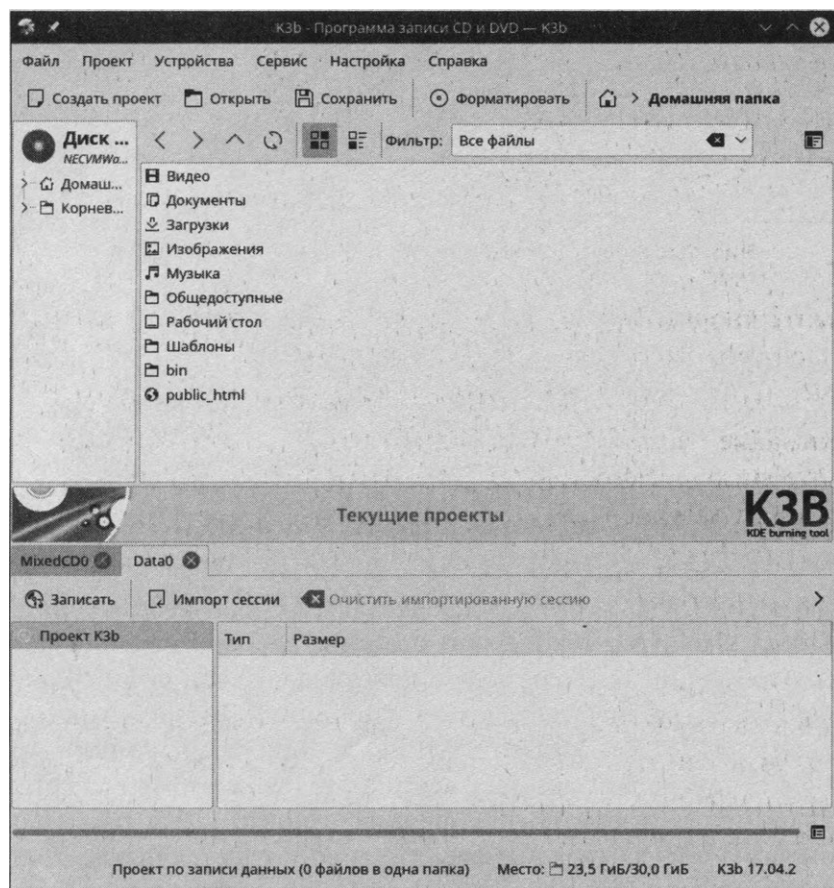 K3b - Программа записи CD и DVD — K3b
Файл Проект Устройства Сервис Настройка Справка
Создать проект Открыть Сохранить Форматировать > Домашняя папка
Диск ...
NECVMWa...
Домаш...
Корнев...
Фильтр: Все файлы
Видео
Документы
Загрузки
Изображения
Музыка
Общедоступные
Рабочий стол
Шаблоны
bin
public_html
Текущие проекты
K3B
KDE burning tool
MixedCD0 Data0
Записать Импорт сессии Очистить импортированную сессию
Проект K3b
Тип Размер
Проект по записи данных (0 файлов в одна папка) Место: 23,5 ГиБ/30,0 ГиБ K3b 17.04.2